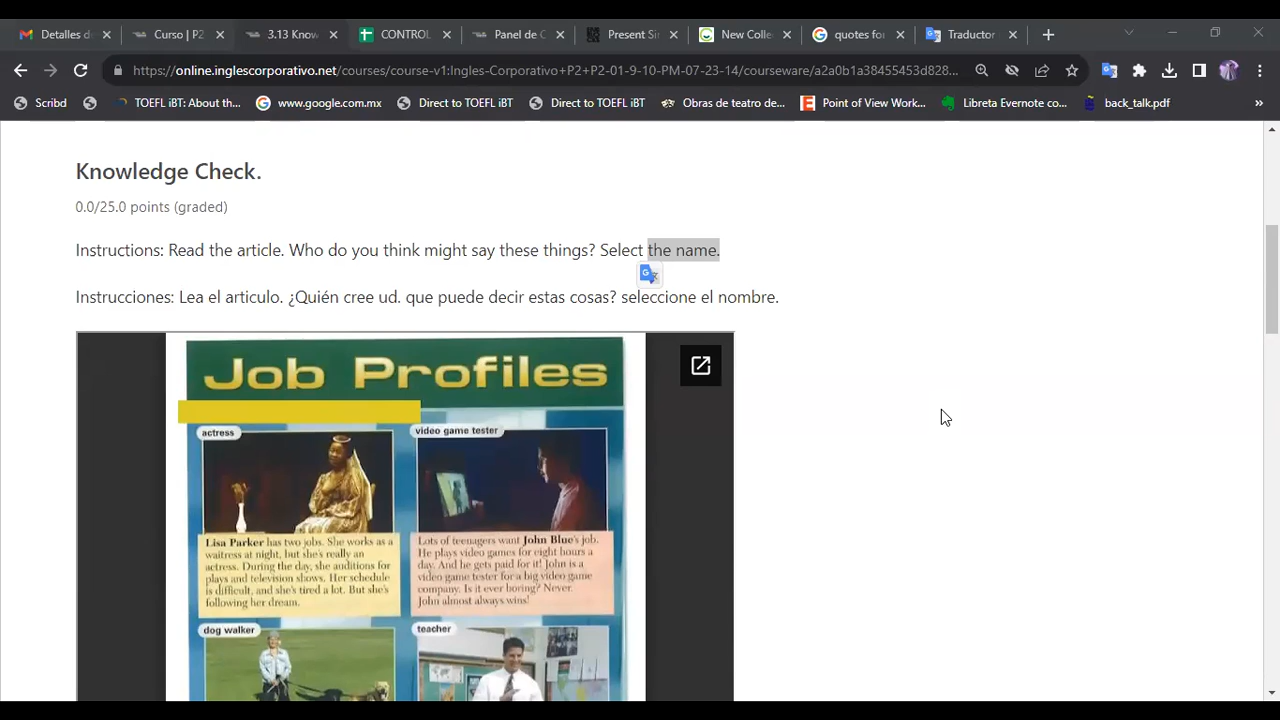 Detalles d
Curso | P2
3.13 Know
CONTROL
Panel de C
Present Sim
New Colle
quotes for
Traductor
https://online.inglescorporativo.net/courses/course-v1:Ingles-Corporativo+P2+P2-01-9-10-PM-07-23-14/courseware/a2a0b1a38455453d828...
Scribd
TOEFL iBT: About th...
www.google.com.mx
Direct to TOEFL iBT
Direct to TOEFL iBT
Obras de teatro de...
Point of View Work...
Libreta Evernote co...
back_talk.pdf
»
Knowledge Check.
0.0/25.0 points (graded)
Instructions: Read the article. Who do you think might say these things? Select the name.
Instrucciones: Lea el articulo. ¿Quién cree ud. que puede decir estas cosas? seleccione el nombre.
Job Profiles
actress
video game tester
Lisa Parker has two jobs. She works as a
waitress at night, but she's really an
actress. During the day, she auditions for
plays and television shows. Her schedule
is difficult, and she's tired a lot. But she's
following her dream.
Lots of teenagers want John Blue's job.
He plays video games for eight hours a
day. And he gets paid for it! John is a
video game tester for a big video game
company. Is it ever boring? Never.
John almost always wins!
dog walker
teacher